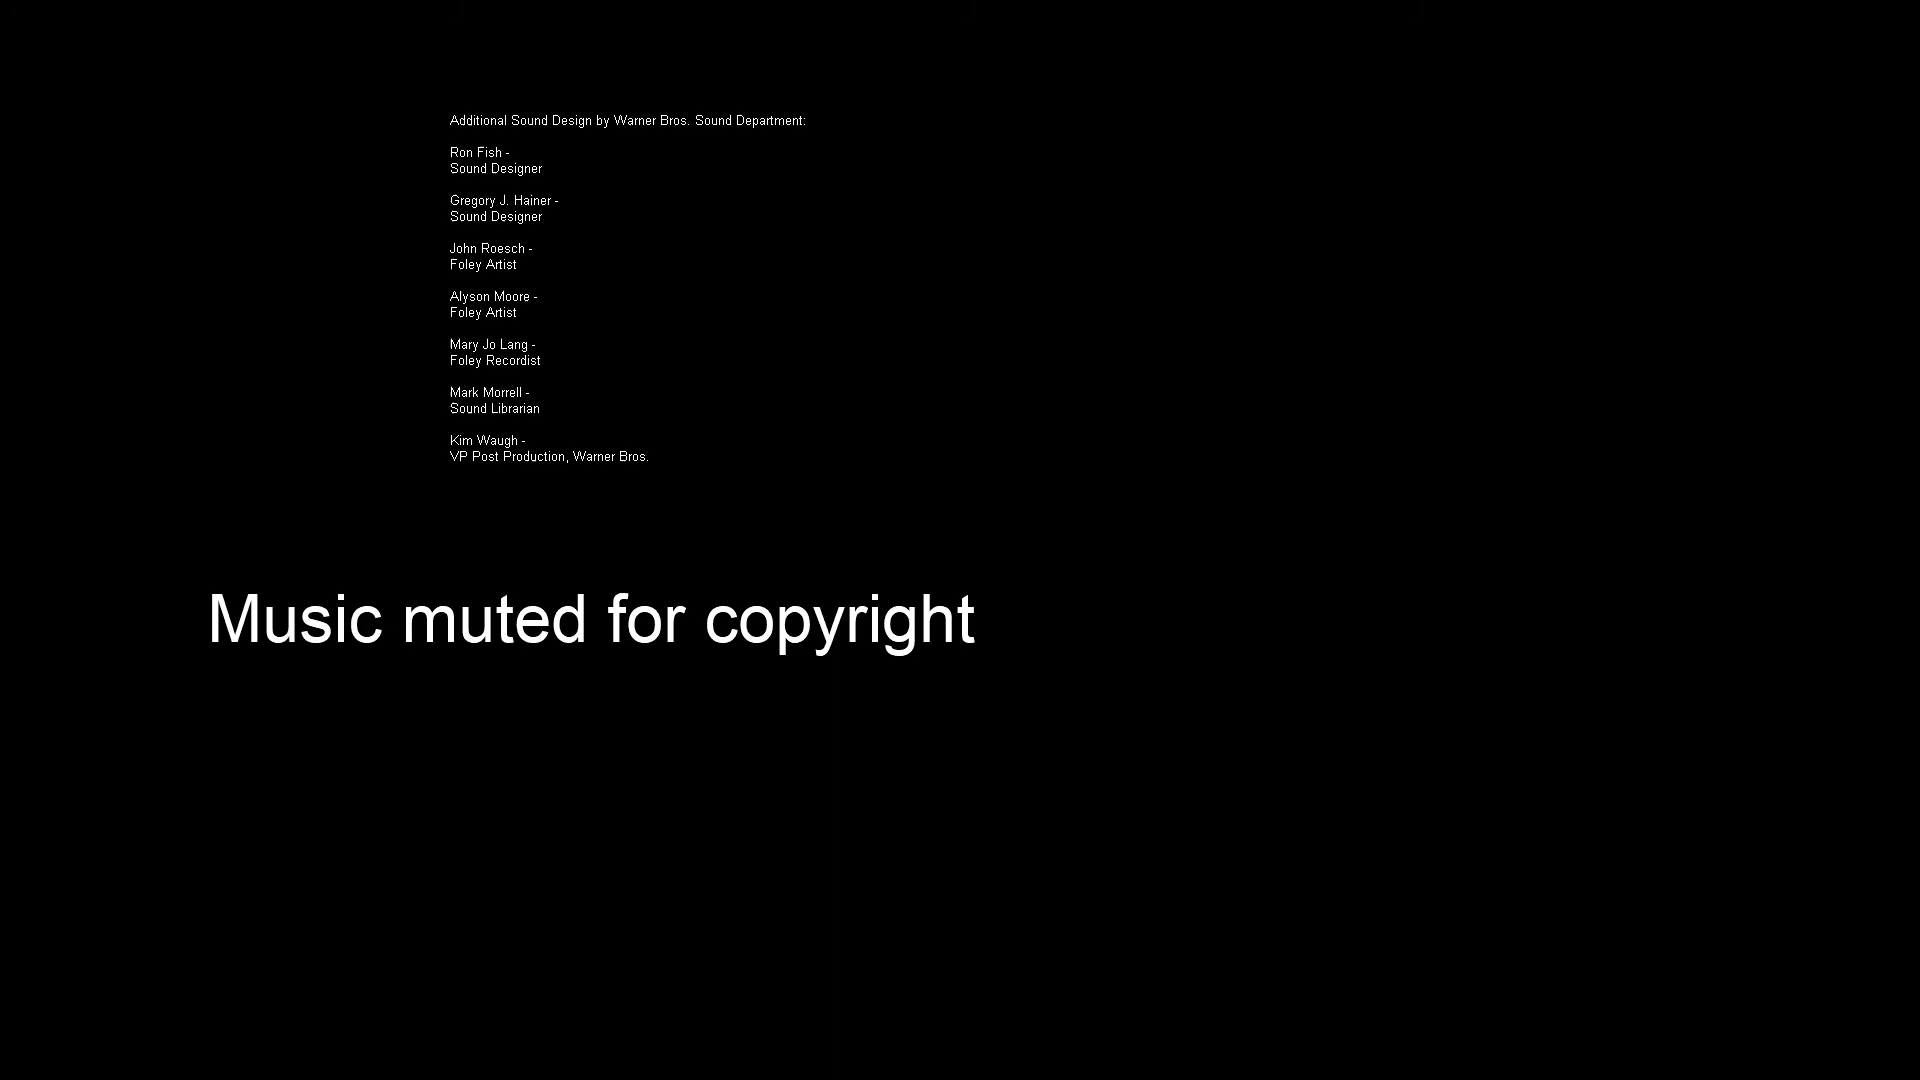 Additional Sound Design by Warner Bros. Sound Department:
Ron Fish -
Sound Designer
Gregory J. Hainer -
Sound Designer
John Roesch -
Foley Artist
Alyson Moore -
Foley Artist
Mary Jo Lang -
Foley Recordist
Mark Morrell -
Sound Librarian
Kim Waugh -
VP Post Production, Warner Bros.
Music muted for copyright